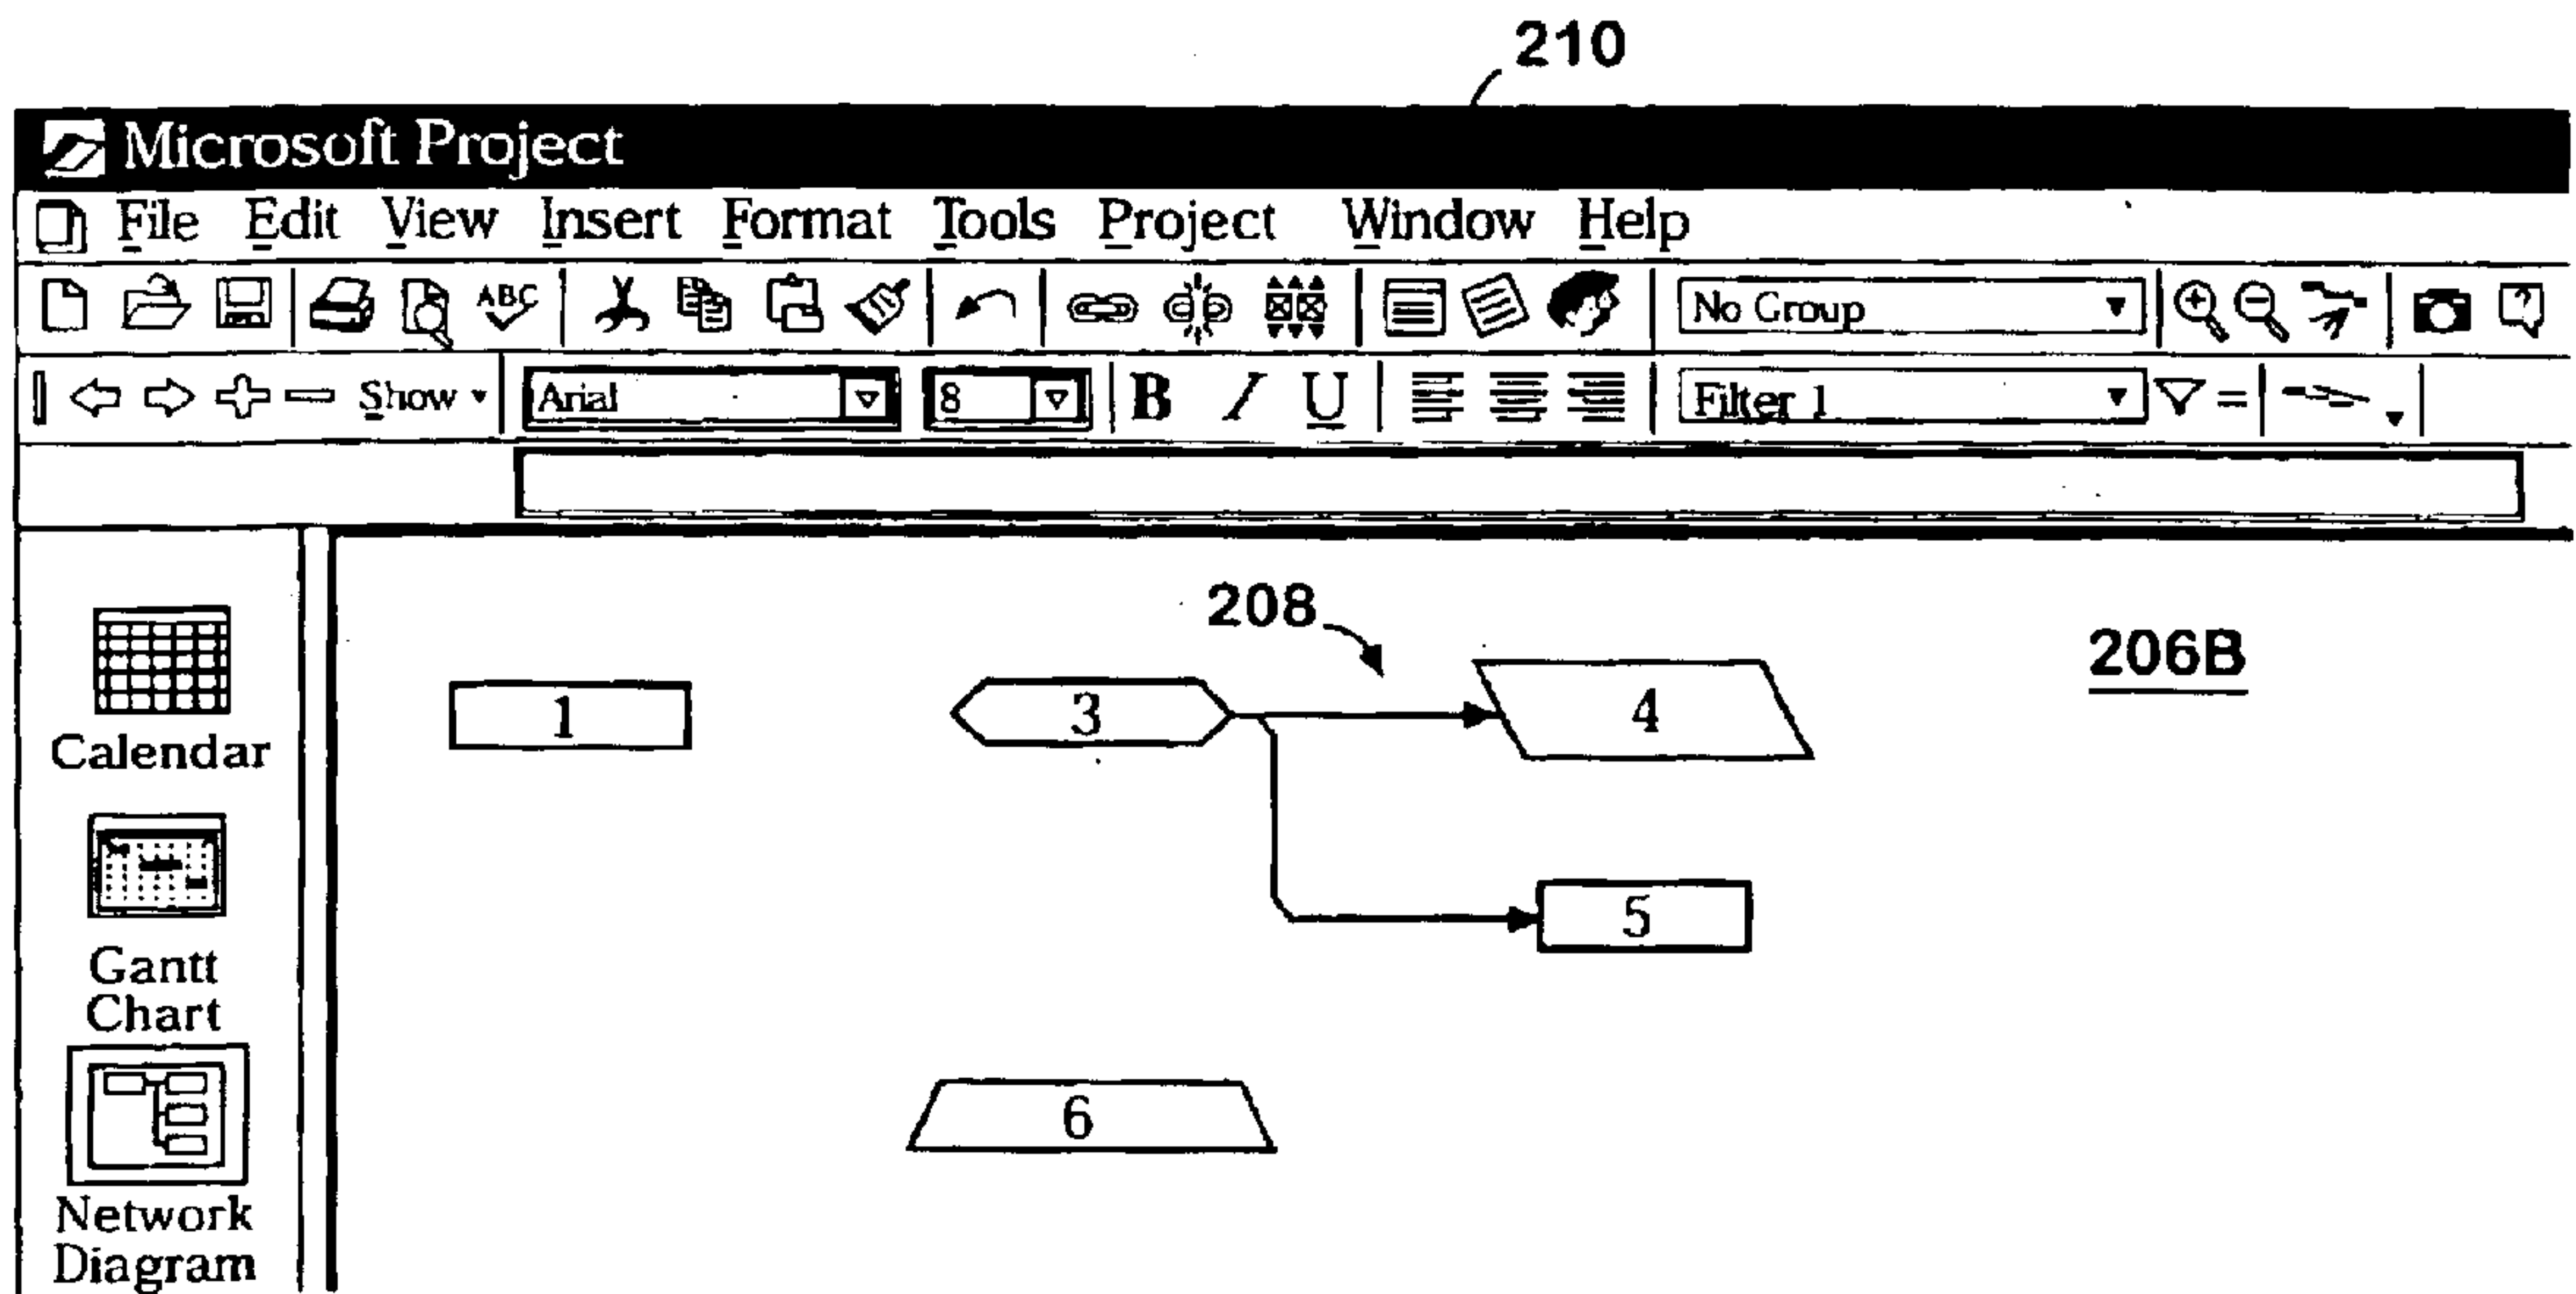 210
Microsoft Project
File Edit View Insert Format Tools Project Window Help
ABC No Group ?
Show Arial 8 B I U Filter 1 =
208
206B
1 3 4
Calendar
5
Gantt
Chart
6
Network
Diagram